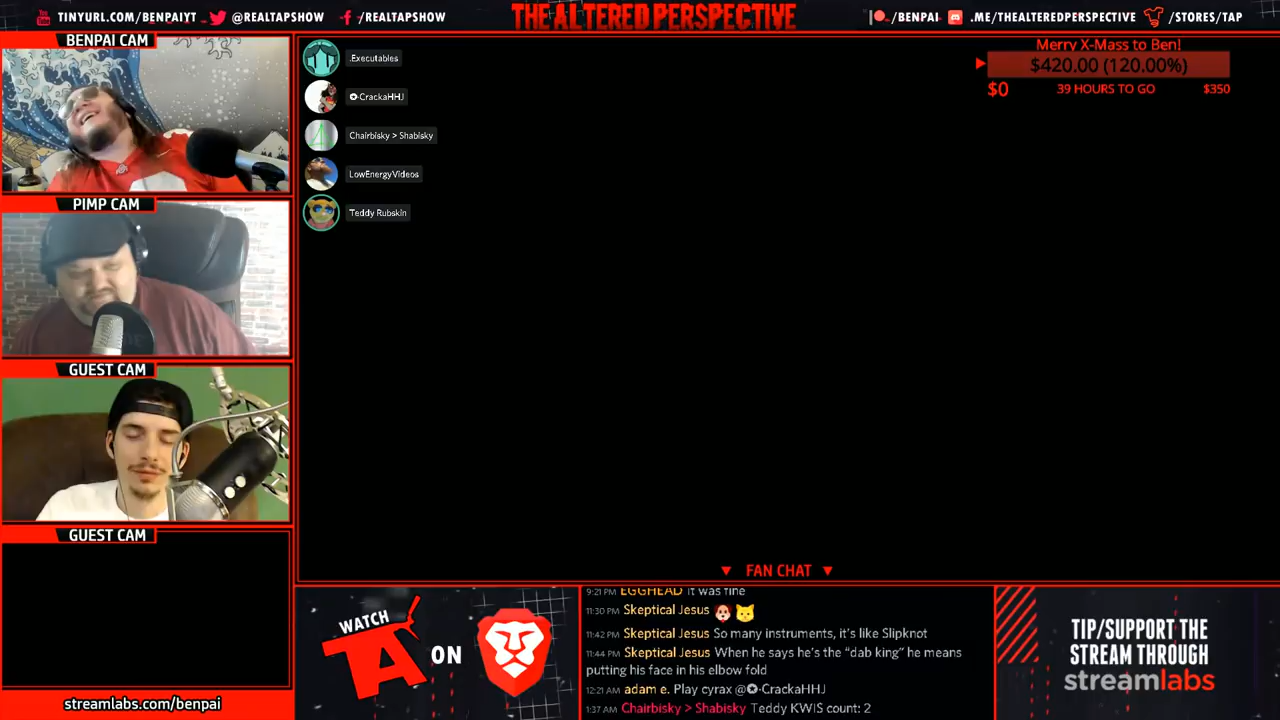 TINYURL.COM/BENPAIYT @REALTAPSHOW /REALTAPSHOW THE ALTERED PERSPECTIVE /BENPAI .ME/THEALTEREDPERSPECTIVE /STORES/TAP
BENPAI CAM
.Executables
✪-CrackaHHJ
Chairbisky > Shabisky
LowEnergyVideos
Teddy Rubskin
Merry X-Mass to Ben!
$420.00 (120.00%)
$0 39 HOURS TO GO $350
PIMP CAM
GUEST CAM
GUEST CAM
streamlabs.com/benpai
▼ FAN CHAT ▼
WATCH TA ON
9:21 PM EGGHEAD It was fine
11:30 PM Skeptical Jesus 🐶 🐱
11:42 PM Skeptical Jesus So many instruments, it's like Slipknot
11:44 PM Skeptical Jesus When he says he's the "dab king" he means
putting his face in his elbow fold
12:21 AM adam e. Play cyrax @✪-CrackaHHJ
1:37 AM Chairbisky > Shabisky Teddy KWIS count: 2
TIP/SUPPORT THE
STREAM THROUGH
streamlabs